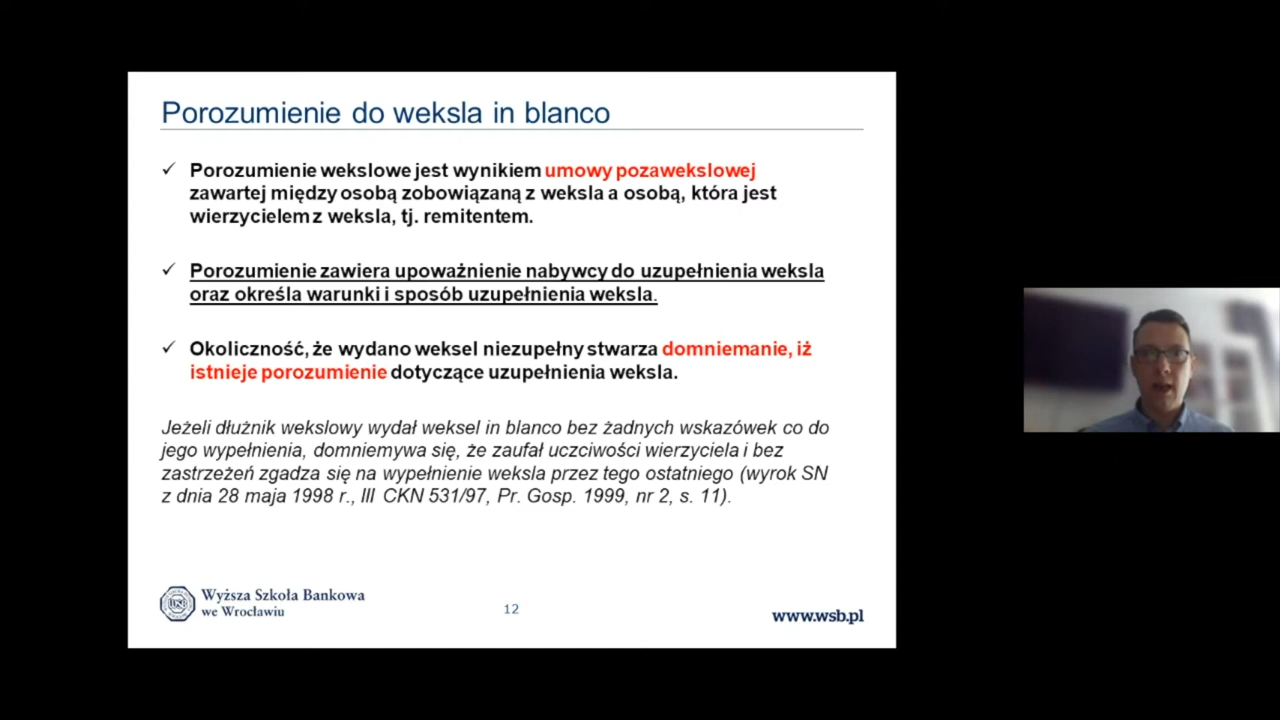 Porozumienie do weksla in blanco
✓ Porozumienie wekslowe jest wynikiem umowy pozawekslowej
zawartej między osobą zobowiązaną z weksla a osobą, która jest
wierzycielem z weksla, tj. remitentem.
✓ Porozumienie zawiera upoważnienie nabywcy do uzupełnienia weksla
oraz określa warunki i sposób uzupełnienia weksla.
✓ Okoliczność, że wydano weksel niezupełny stwarza domniemanie, iż
istnieje porozumienie dotyczące uzupełnienia weksla.
Jeżeli dłużnik wekslowy wydał weksel in blanco bez żadnych wskazówek co do
jego wypełnienia, domniemywa się, że zaufał uczciwości wierzyciela i bez
zastrzeżeń zgadza się na wypełnienie weksla przez tego ostatniego (wyrok SN
z dnia 28 maja 1998 r., III CKN 531/97, Pr. Gosp. 1999, nr 2, s. 11).
WSB
Wyższa Szkoła Bankowa
we Wrocławiu
12
www.wsb.pl